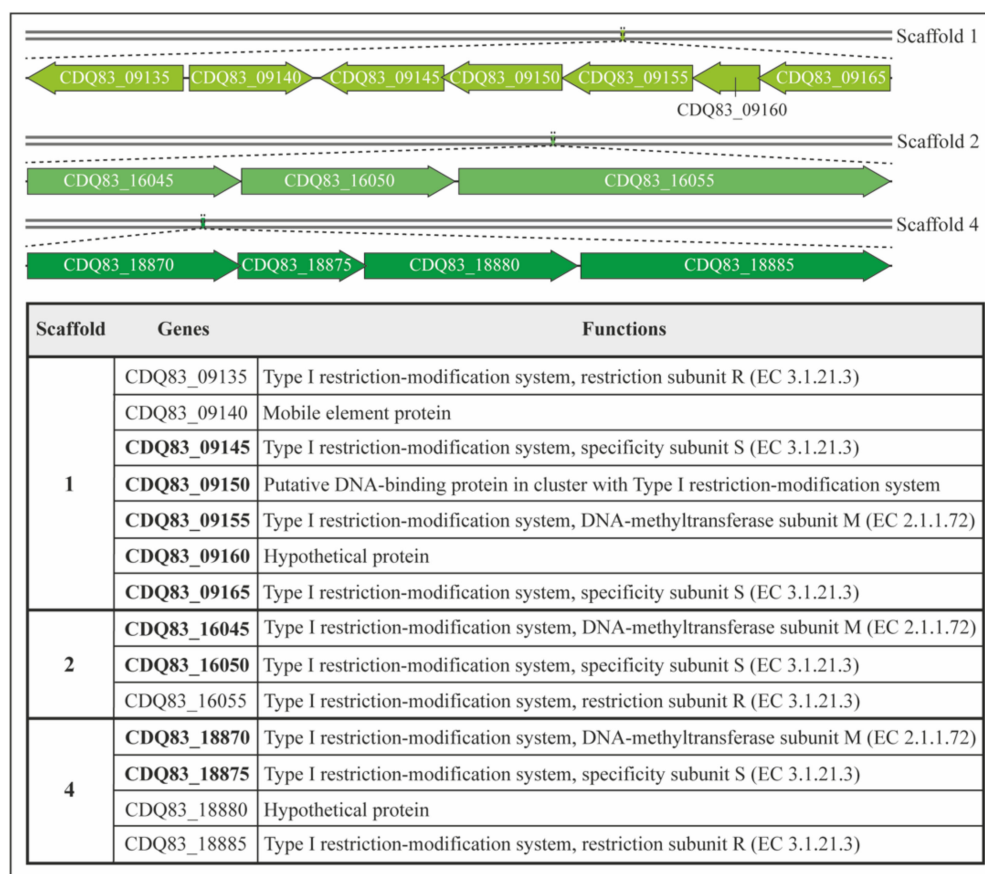 Scaffold 1
CDQ83_09135 CDQ83_09140 CDQ83_09145 CDQ83_09150 CDQ83_09155 CDQ83_09165
CDQ83_09160
Scaffold 2
CDQ83_16045 CDQ83_16050 CDQ83_16055
Scaffold 4
CDQ83_18870 CDQ83_18875 CDQ83_18880 CDQ83_18885
Scaffold Genes Functions
1
CDQ83_09135 Type I restriction-modification system, restriction subunit R (EC 3.1.21.3)
CDQ83_09140 Mobile element protein
CDQ83_09145 Type I restriction-modification system, specificity subunit S (EC 3.1.21.3)
CDQ83_09150 Putative DNA-binding protein in cluster with Type I restriction-modification system
CDQ83_09155 Type I restriction-modification system, DNA-methyltransferase subunit M (EC 2.1.1.72)
CDQ83_09160 Hypothetical protein
CDQ83_09165 Type I restriction-modification system, specificity subunit S (EC 3.1.21.3)
2
CDQ83_16045 Type I restriction-modification system, DNA-methyltransferase subunit M (EC 2.1.1.72)
CDQ83_16050 Type I restriction-modification system, specificity subunit S (EC 3.1.21.3)
CDQ83_16055 Type I restriction-modification system, restriction subunit R (EC 3.1.21.3)
4
CDQ83_18870 Type I restriction-modification system, DNA-methyltransferase subunit M (EC 2.1.1.72)
CDQ83_18875 Type I restriction-modification system, specificity subunit S (EC 3.1.21.3)
CDQ83_18880 Hypothetical protein
CDQ83_18885 Type I restriction-modification system, restriction subunit R (EC 3.1.21.3)